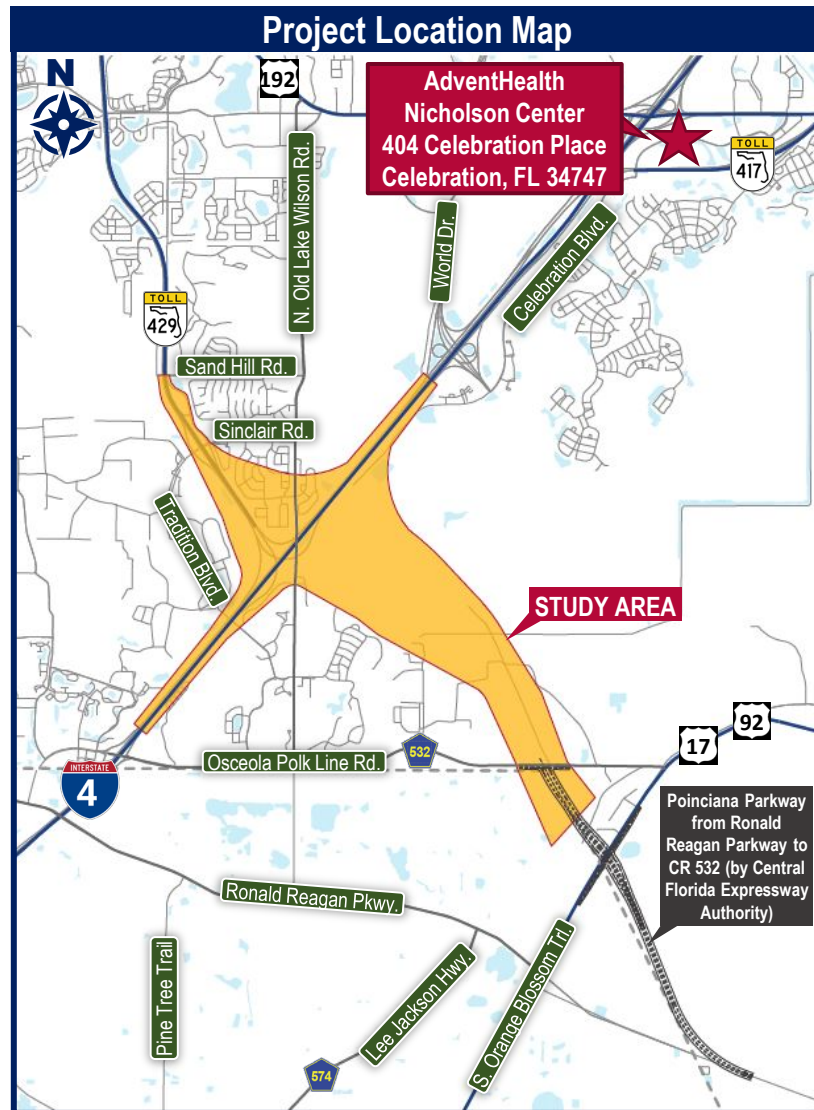 Project Location Map
N
192
AdventHealth
Nicholson Center
404 Celebration Place
Celebration, FL 34747
TOLL
417
N. Old Lake Wilson Rd.
World Dr.
Celebration Blvd.
TOLL
429
Sand Hill Rd.
Sinclair Rd.
Tradition Blvd.
STUDY AREA
Osceola Polk Line Rd.
532
17
92
INTERSTATE
4
Poinciana Parkway
from Ronald
Reagan Parkway to
CR 532 (by Central
Florida Expressway
Authority)
Ronald Reagan Pkwy.
Pine Tree Trail
Lee Jackson Hwy.
S. Orange Blossom Trl.
574